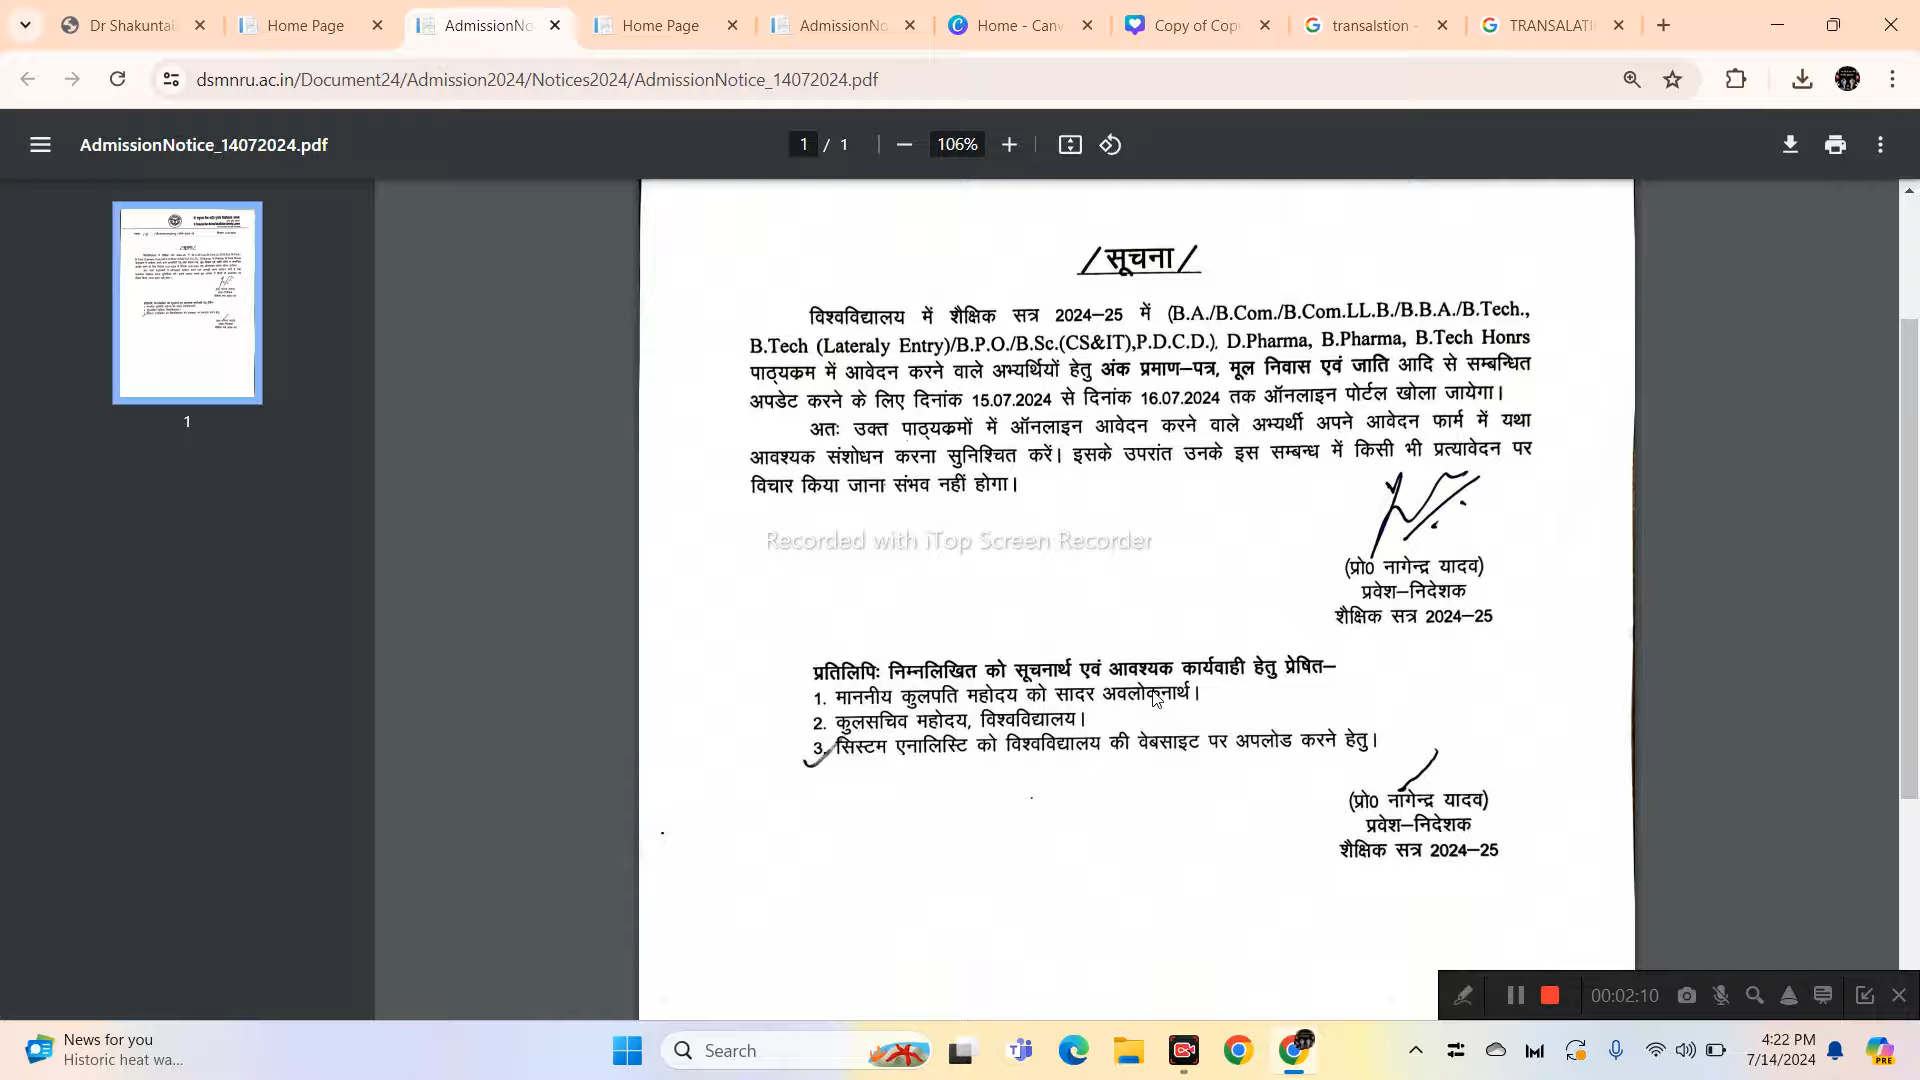 Dr Shakuntal
Home Page
AdmissionNo
Home Page
AdmissionNo
Home - Canv
Copy of Cop
transalstion -
TRANSALATI
dsmnru.ac.in/Document24/Admission2024/Notices2024/AdmissionNotice_14072024.pdf
AdmissionNotice_14072024.pdf
1 / 1
106%
1
/सूचना/
विश्वविद्यालय में शैक्षिक सत्र 2024–25 में (B.A./B.Com./B.Com.LL.B./B.B.A./B.Tech.,
B.Tech (Lateraly Entry)/B.P.O./B.Sc.(CS&IT),P.D.C.D.), D.Pharma, B.Pharma, B.Tech Honrs
पाठ्यक्रम में आवेदन करने वाले अभ्यर्थियों हेतु अंक प्रमाण–पत्र, मूल निवास एवं जाति आदि से सम्बन्धित
अपडेट करने के लिए दिनांक 15.07.2024 से दिनांक 16.07.2024 तक ऑनलाइन पोर्टल खोला जायेगा।
अतः उक्त पाठ्यक्रमों में ऑनलाइन आवेदन करने वाले अभ्यर्थी अपने आवेदन फार्म में यथा
आवश्यक संशोधन करना सुनिश्चित करें। इसके उपरांत उनके इस सम्बन्ध में किसी भी प्रत्यावेदन पर
विचार किया जाना संभव नहीं होगा।
Recorded with iTop Screen Recorder
(प्रो0 नागेन्द्र यादव)
प्रवेश–निदेशक
शैक्षिक सत्र 2024–25
प्रतिलिपिः निम्नलिखित को सूचनार्थ एवं आवश्यक कार्यवाही हेतु प्रेषित–
1. माननीय कुलपति महोदय को सादर अवलोकनार्थ।
2. कुलसचिव महोदय, विश्वविद्यालय।
3. सिस्टम एनालिस्टि को विश्वविद्यालय की वेबसाइट पर अपलोड करने हेतु।
(प्रो0 नागेन्द्र यादव)
प्रवेश–निदेशक
शैक्षिक सत्र 2024–25
00:02:10
News for you
Historic heat wa...
Search
4:22 PM
7/14/2024
PRE